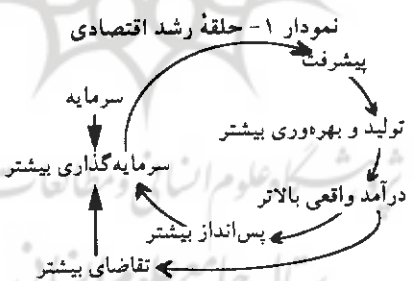 نمودار ۱- حلقهٔ رشد اقتصادی
پیشرفت
سرمایه
تولید و بهره‌وری بیشتر
سرمایه‌گذاری بیشتر
درآمد واقعی بالاتر
پس‌انداز بیشتر
تقاضای بیشتر